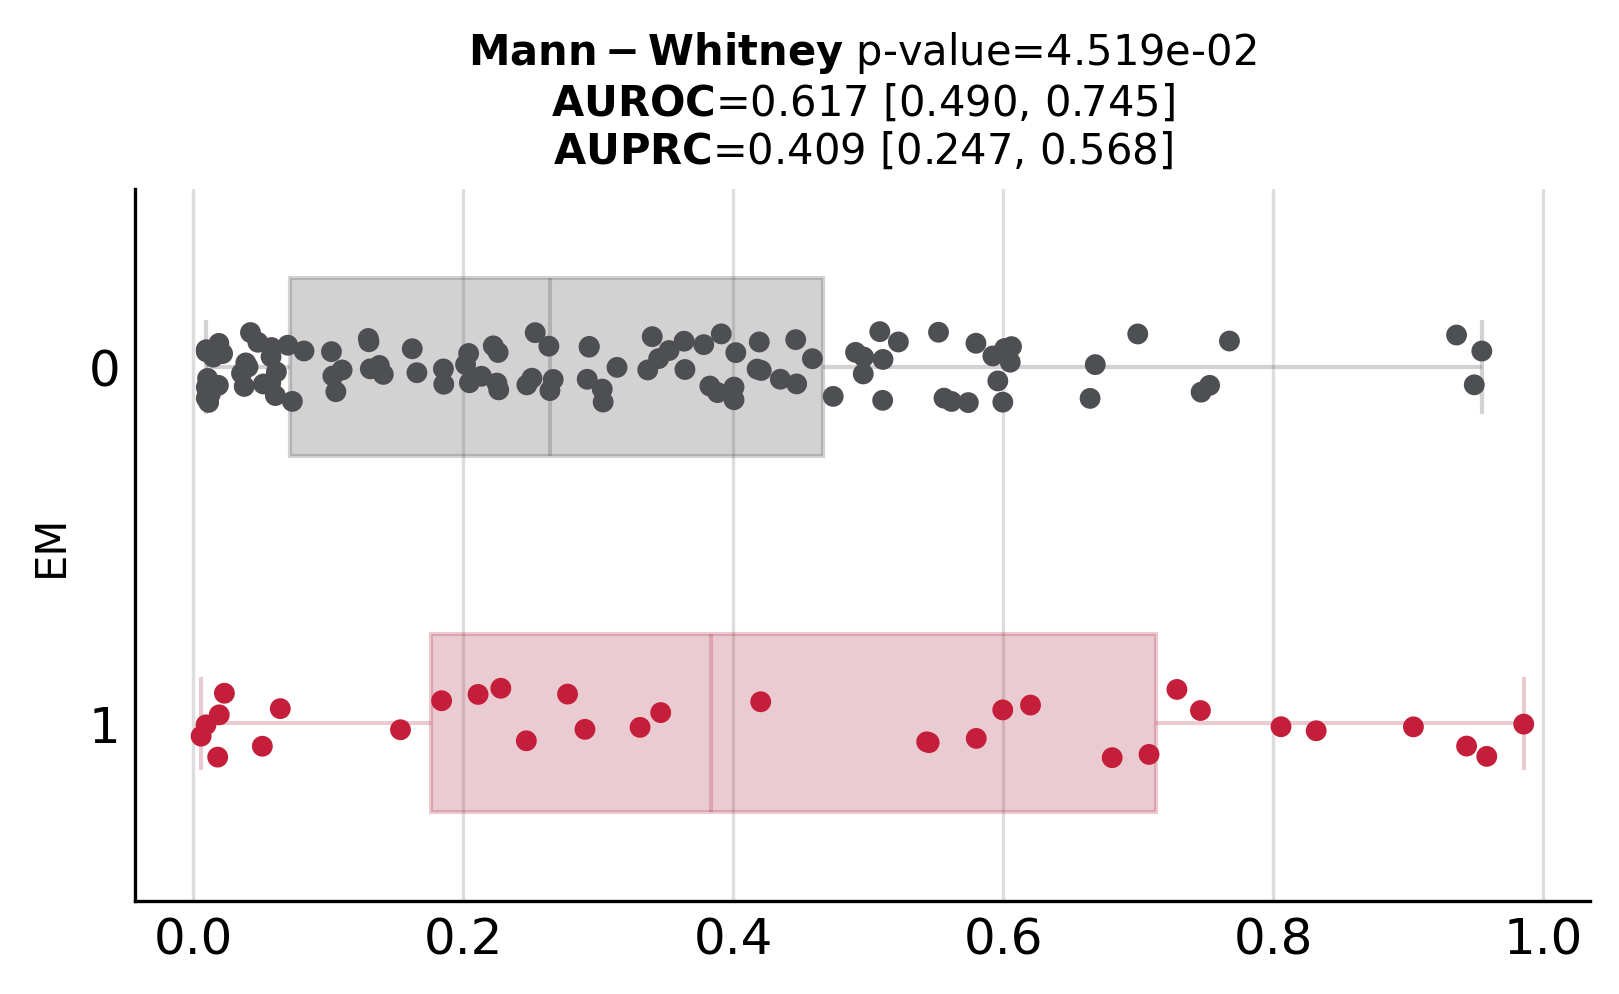 Mann − Whitney p-value=4.519e-02
AUROC=0.617 [0.490, 0.745]
AUPRC=0.409 [0.247, 0.568]
0
EM
1
0.0 0.2 0.4 0.6 0.8 1.0